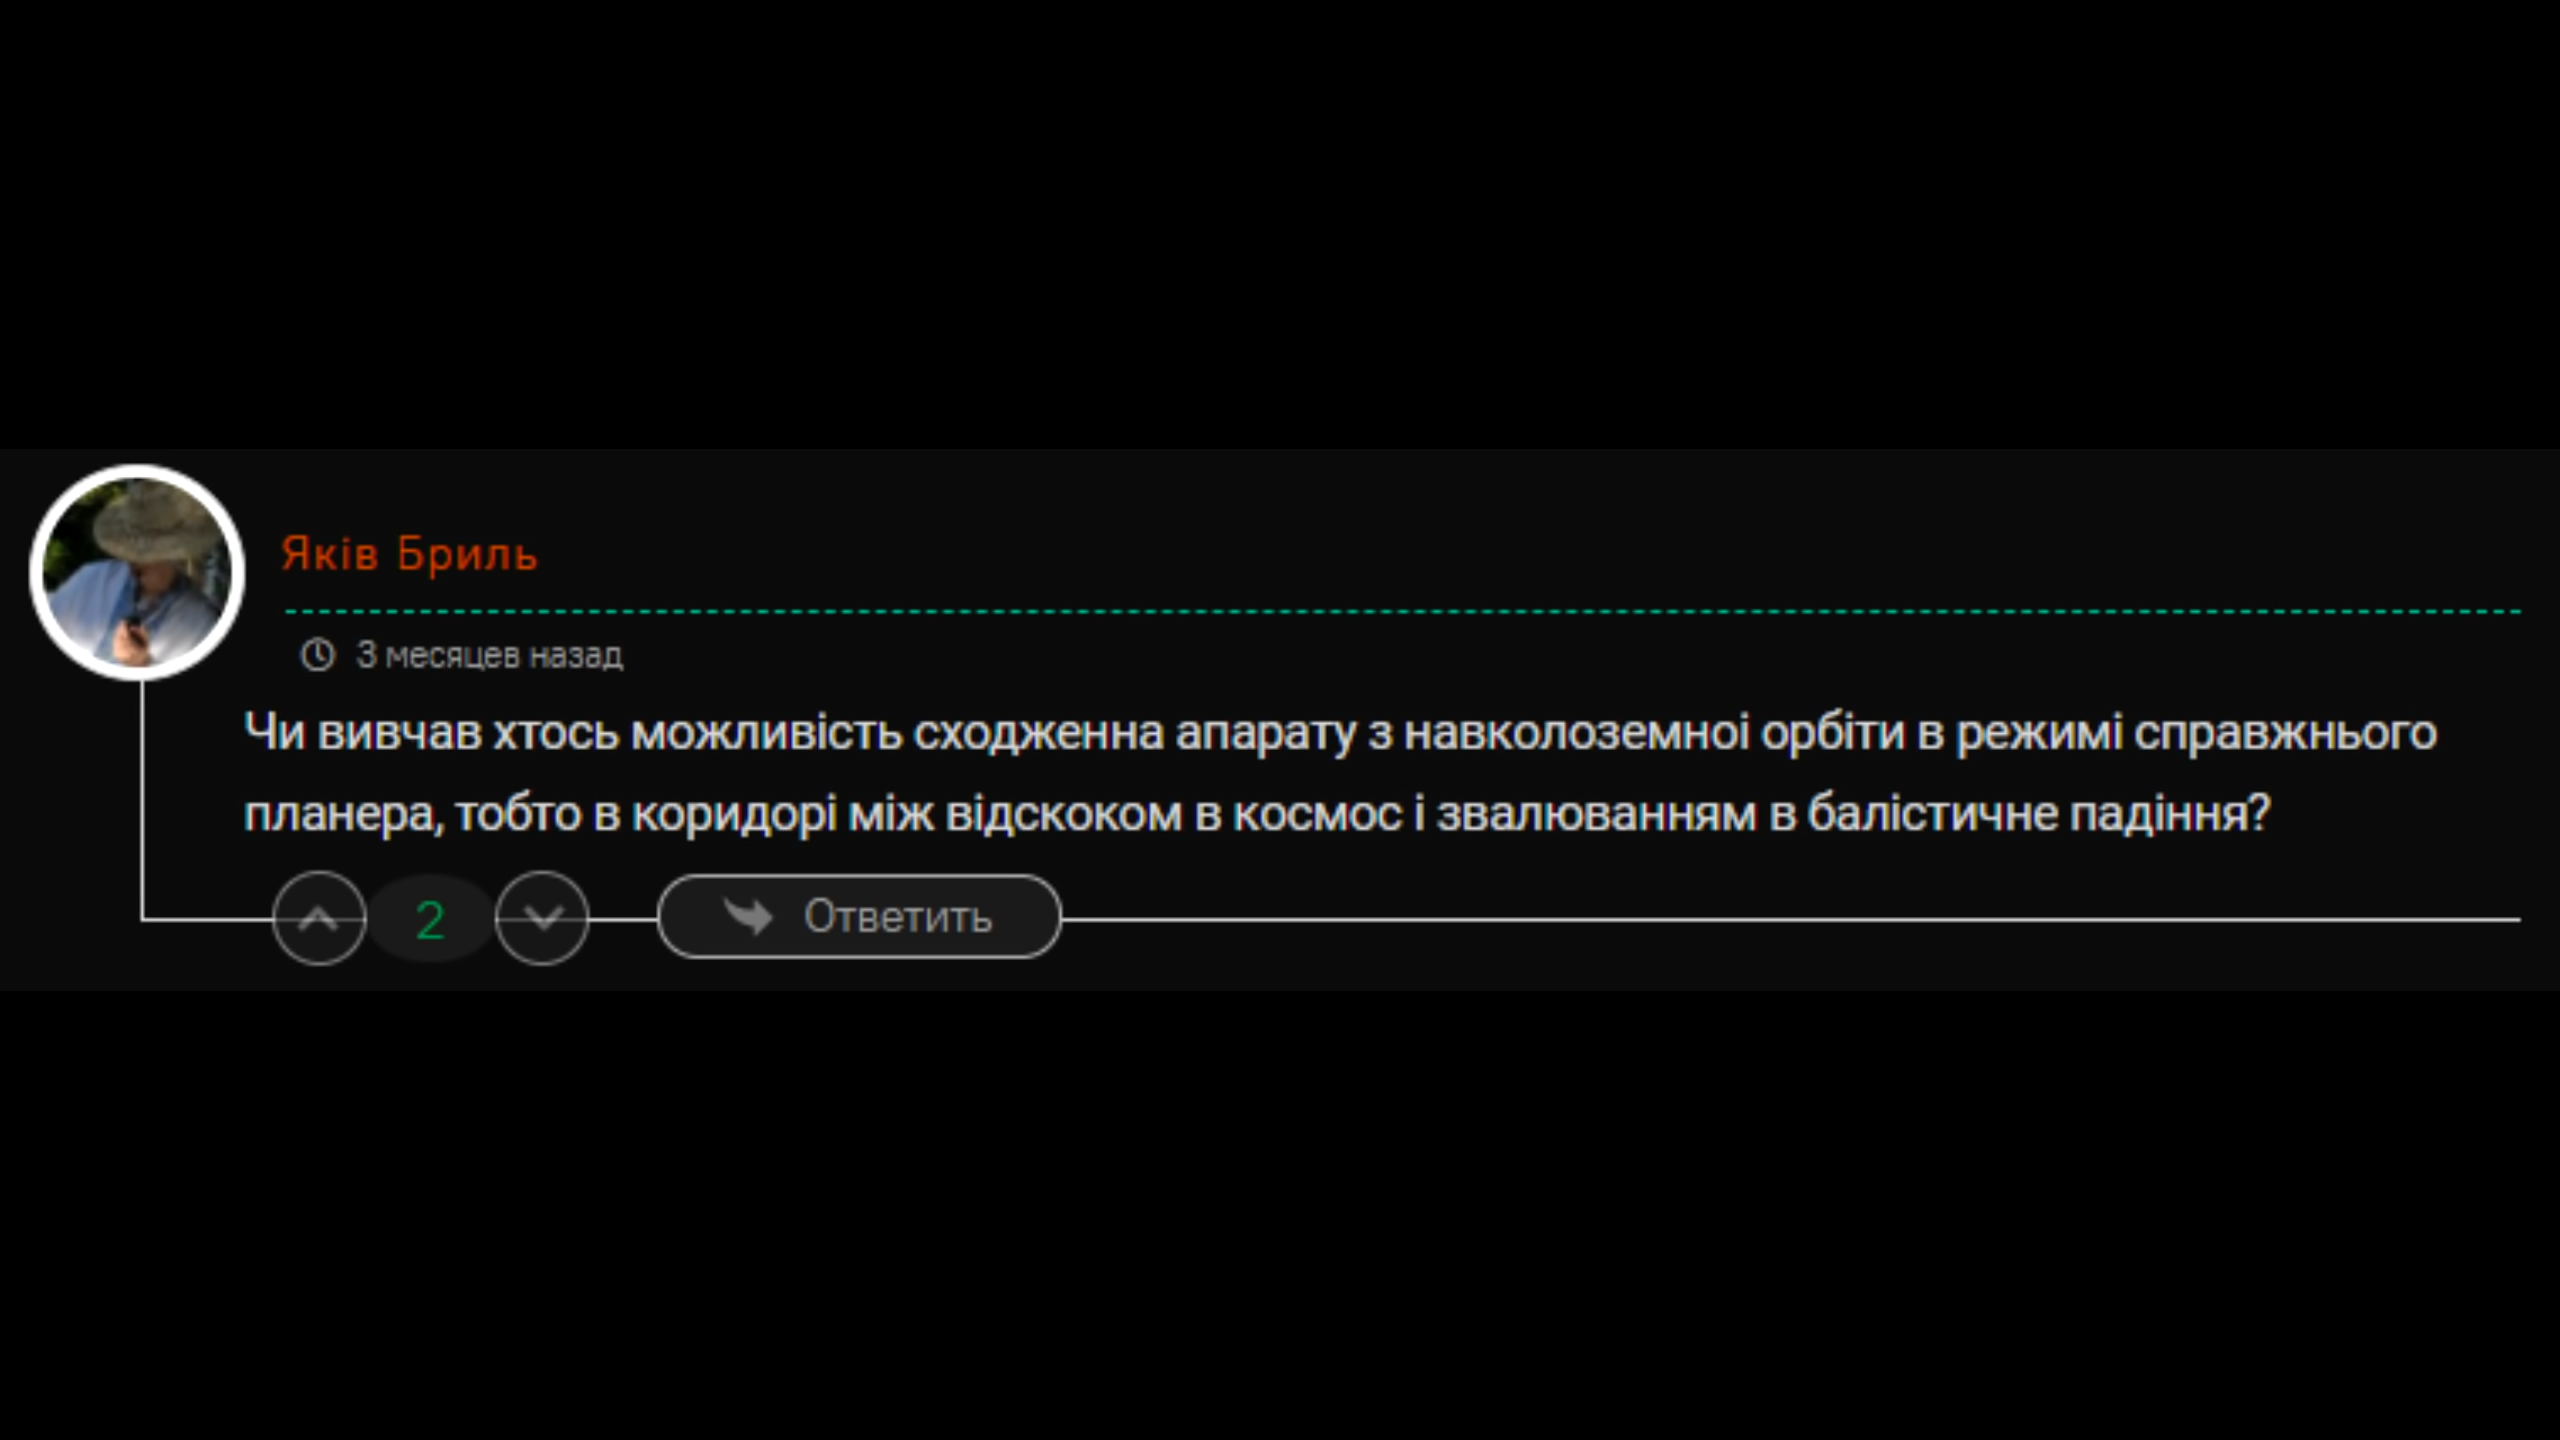 Яків Бриль
3 месяцев назад
Чи вивчав хтось можливість сходженна апарату з навколоземноі орбіти в режимі справжнього
планера, тобто в коридорі між відскоком в космос і звалюванням в балістичне падіння?
2 Ответить